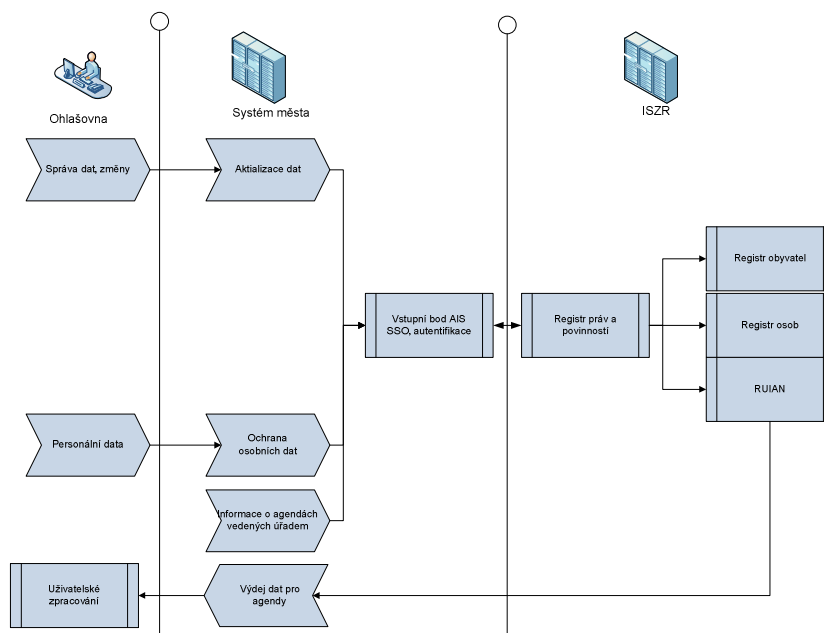 Ohlašovna
Systém města
ISZR
Správa dat, změny
Aktializace dat
Registr obyvatel
Vstupní bod AIS
SSO, autentifikace
Registr práv a
povinností
Registr osob
RUIAN
Personální data
Ochrana
osobních dat
Informace o agendách
vedených úřadem
Uživatelské
zpracování
Výdej dat pro
agendy